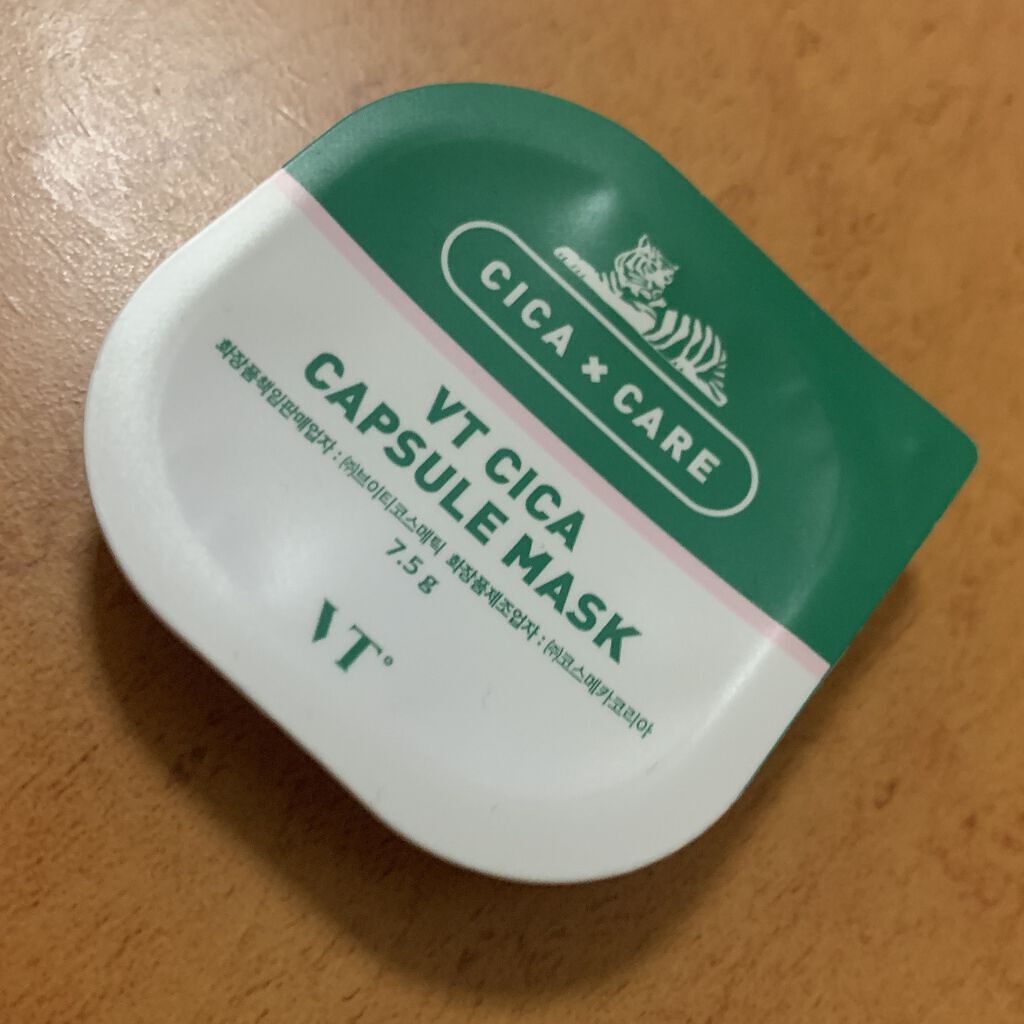 CICA × CARE
VT CICA
CAPSULE MASK
화장품책임판매업자 : ㈜브이티코스메틱 화장품제조업자 : ㈜코스메카코리아
7.5 g
VT